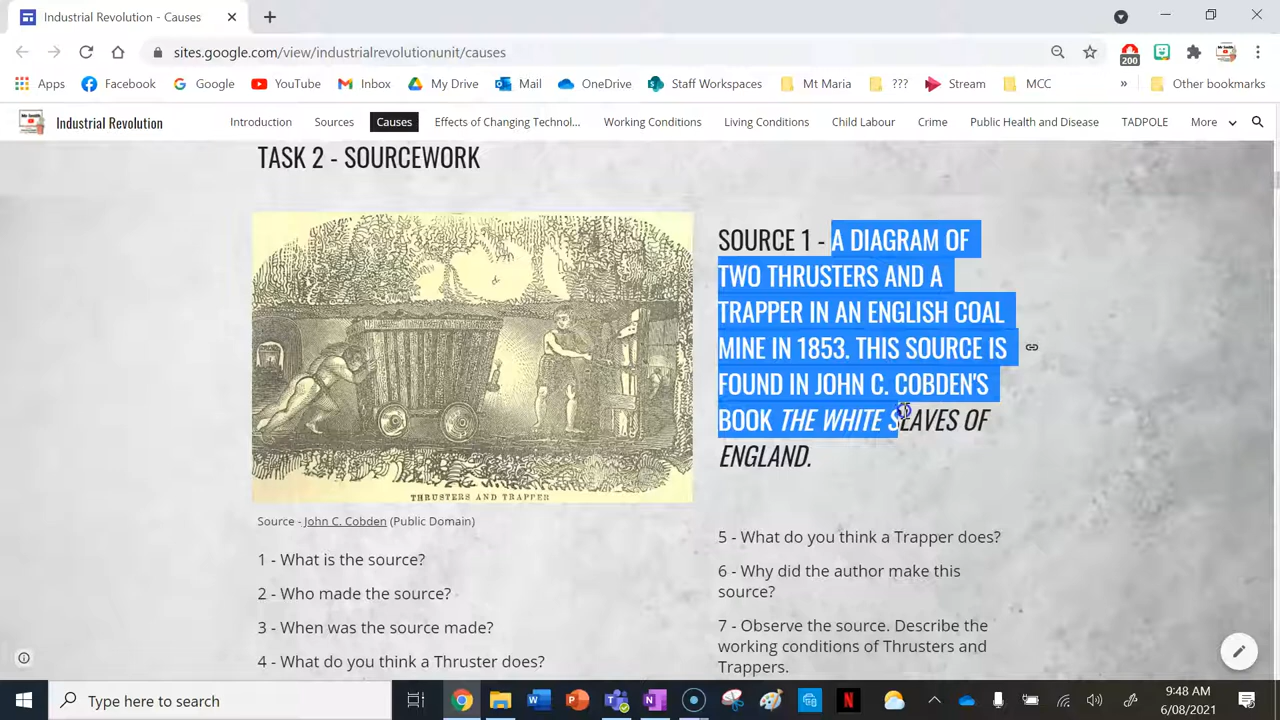 Industrial Revolution - Causes
sites.google.com/view/industrialrevolutionunit/causes
200
Apps Facebook Google YouTube Inbox My Drive Mail OneDrive Staff Workspaces Mt Maria ??? Stream MCC » Other bookmarks
Industrial Revolution Introduction Sources Causes Effects of Changing Technol... Working Conditions Living Conditions Child Labour Crime Public Health and Disease TADPOLE More
TASK 2 - SOURCEWORK
THRUSTERS AND TRAPPER
Source - John C. Cobden (Public Domain)
1 - What is the source?
2 - Who made the source?
3 - When was the source made?
4 - What do you think a Thruster does?
SOURCE 1 - A DIAGRAM OF
TWO THRUSTERS AND A
TRAPPER IN AN ENGLISH COAL
MINE IN 1853. THIS SOURCE IS
FOUND IN JOHN C. COBDEN'S
BOOK THE WHITE SLAVES OF
ENGLAND.
5 - What do you think a Trapper does?
6 - Why did the author make this
source?
7 - Observe the source. Describe the
working conditions of Thrusters and
Trappers.
Type here to search
9:48 AM
6/08/2021